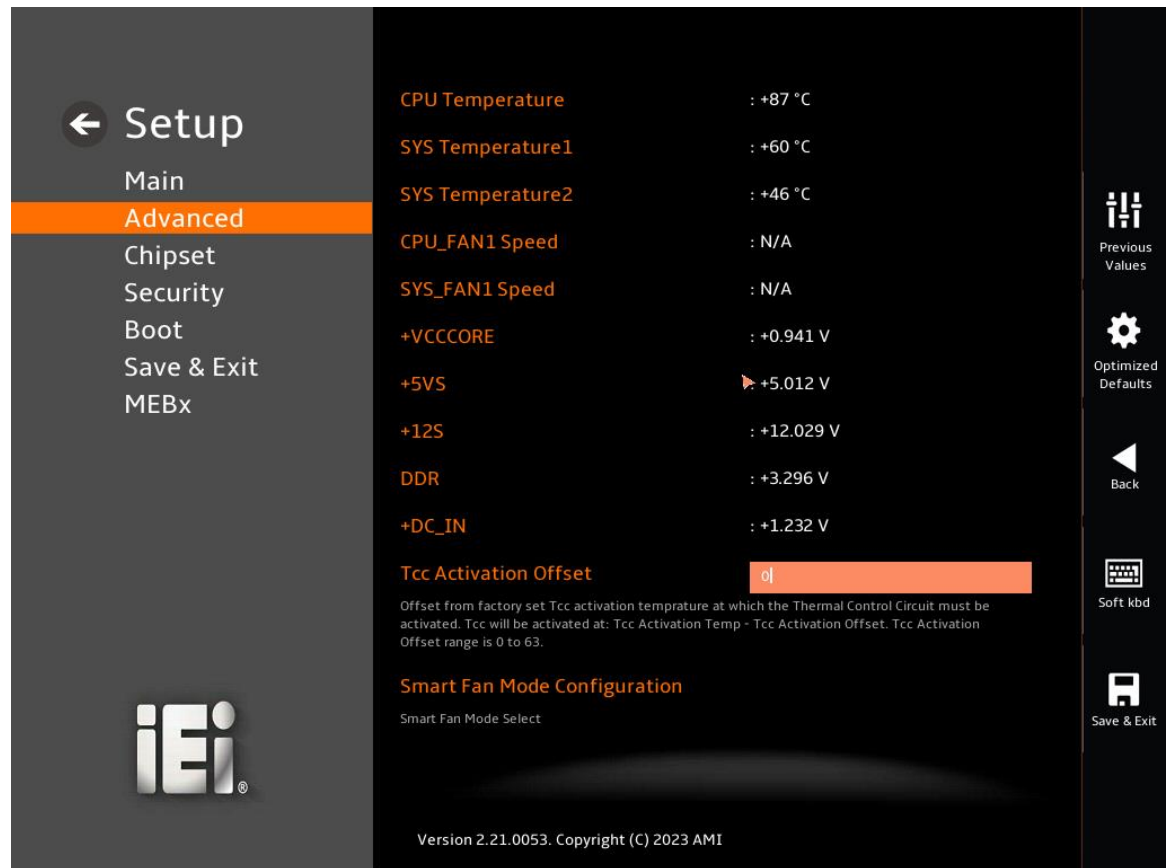 Setup
Main
Advanced
Chipset
Security
Boot
Save & Exit
MEBx
iEi®
CPU Temperature : +87 °C
SYS Temperature1 : +60 °C
SYS Temperature2 : +46 °C
CPU_FAN1 Speed : N/A
SYS_FAN1 Speed : N/A
+VCCCORE : +0.941 V
+5VS : +5.012 V
+12S : +12.029 V
DDR : +3.296 V
+DC_IN : +1.232 V
Tcc Activation Offset 0
Offset from factory set Tcc activation temprature at which the Thermal Control Circuit must be
activated. Tcc will be activated at: Tcc Activation Temp - Tcc Activation Offset. Tcc Activation
Offset range is 0 to 63.
Smart Fan Mode Configuration
Smart Fan Mode Select
Version 2.21.0053. Copyright (C) 2023 AMI
Previous
Values
Optimized
Defaults
Back
Soft kbd
Save & Exit